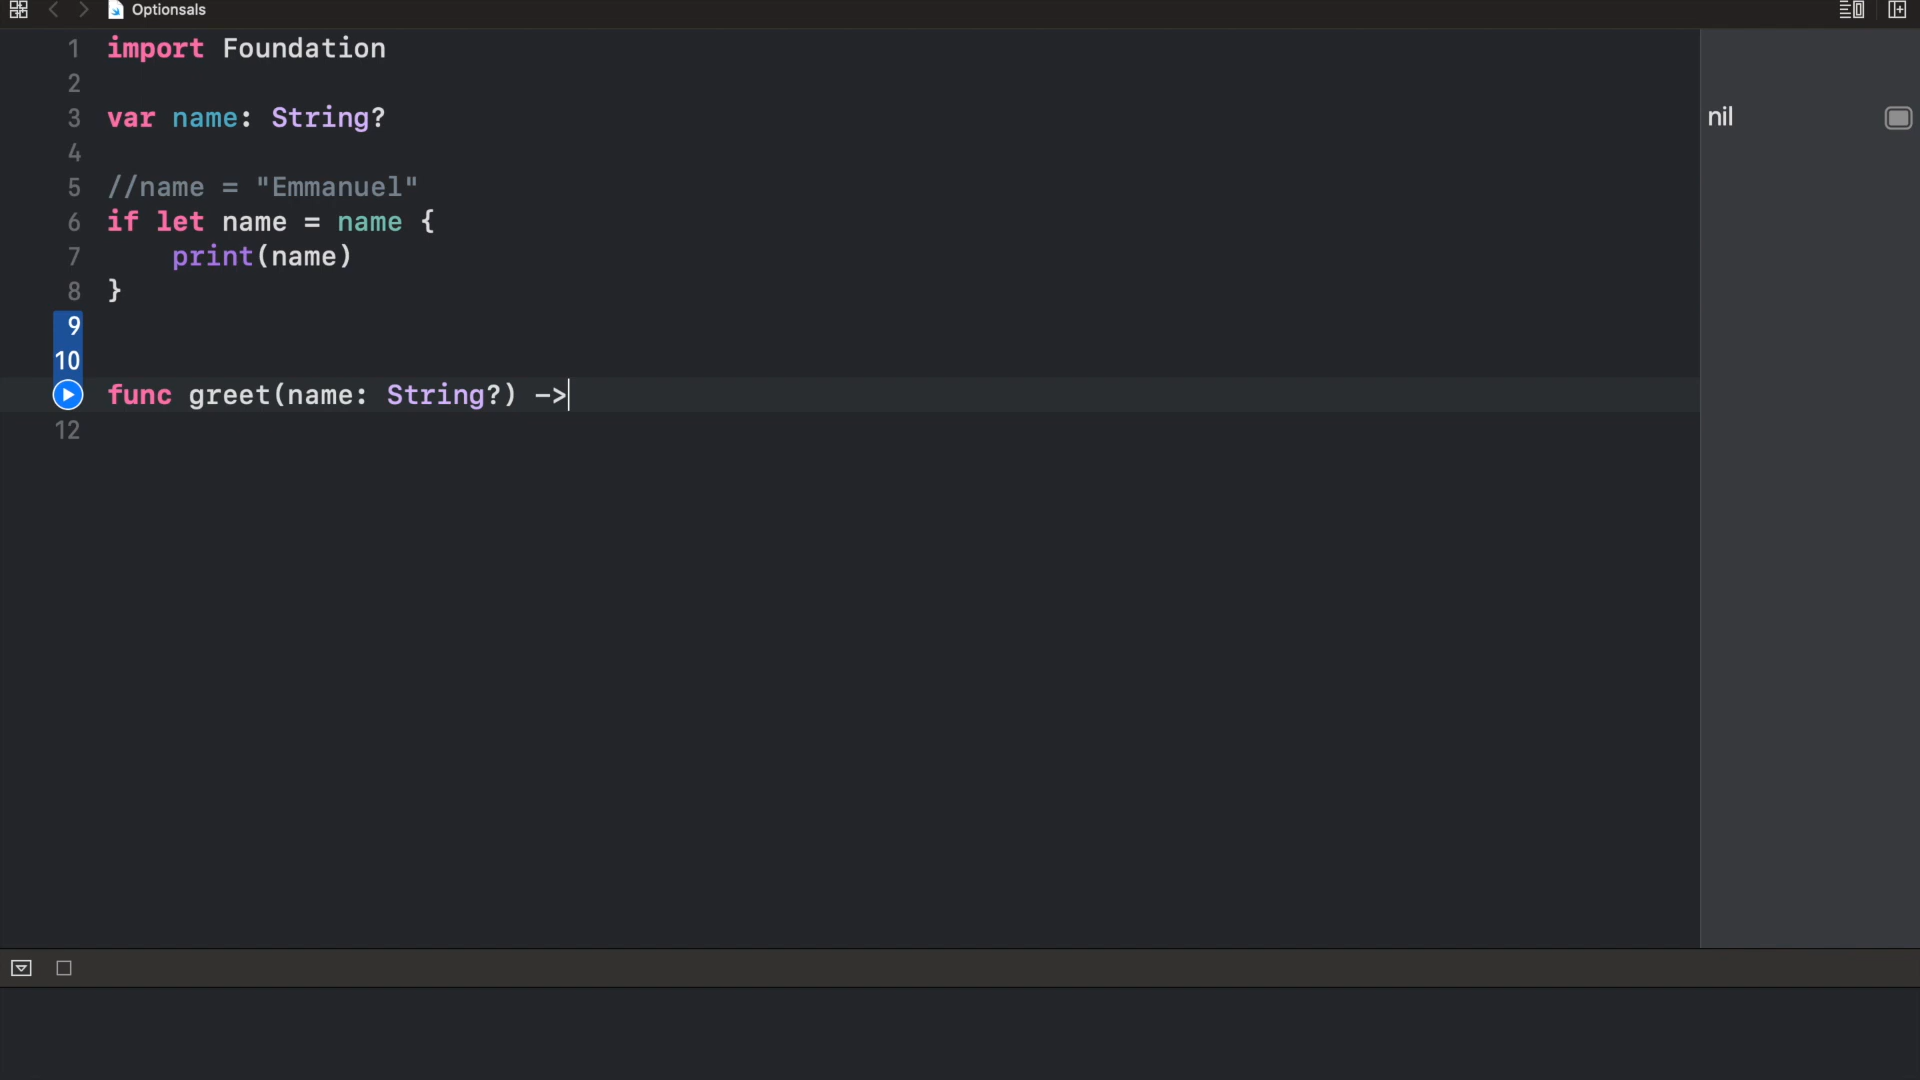 Optionsals
1 import Foundation
2
3 var name: String?
4
5 //name = "Emmanuel"
6 if let name = name {
7 print(name)
8 }
9
10
func greet(name: String?) ->
12
nil